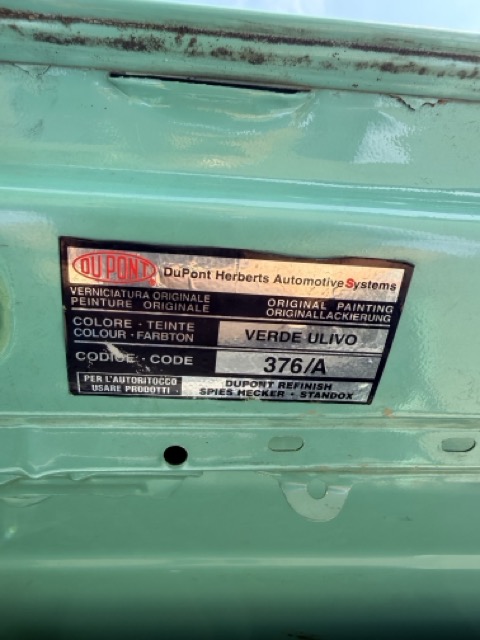 DU PONT
DuPont Herberts Automotive Systems
VERNICIATURA ORIGINALE
PEINTURE ORIGINALE
ORIGINAL PAINTING
ORIGINALLACKIERUNG
COLORE · TEINTE
COLOUR · FARBTON
VERDE ULIVO
CODICE · CODE
376/A
PER L'AUTORITOCCO
USARE PRODOTTI
DUPONT REFINISH
SPIES HECKER · STANDOX